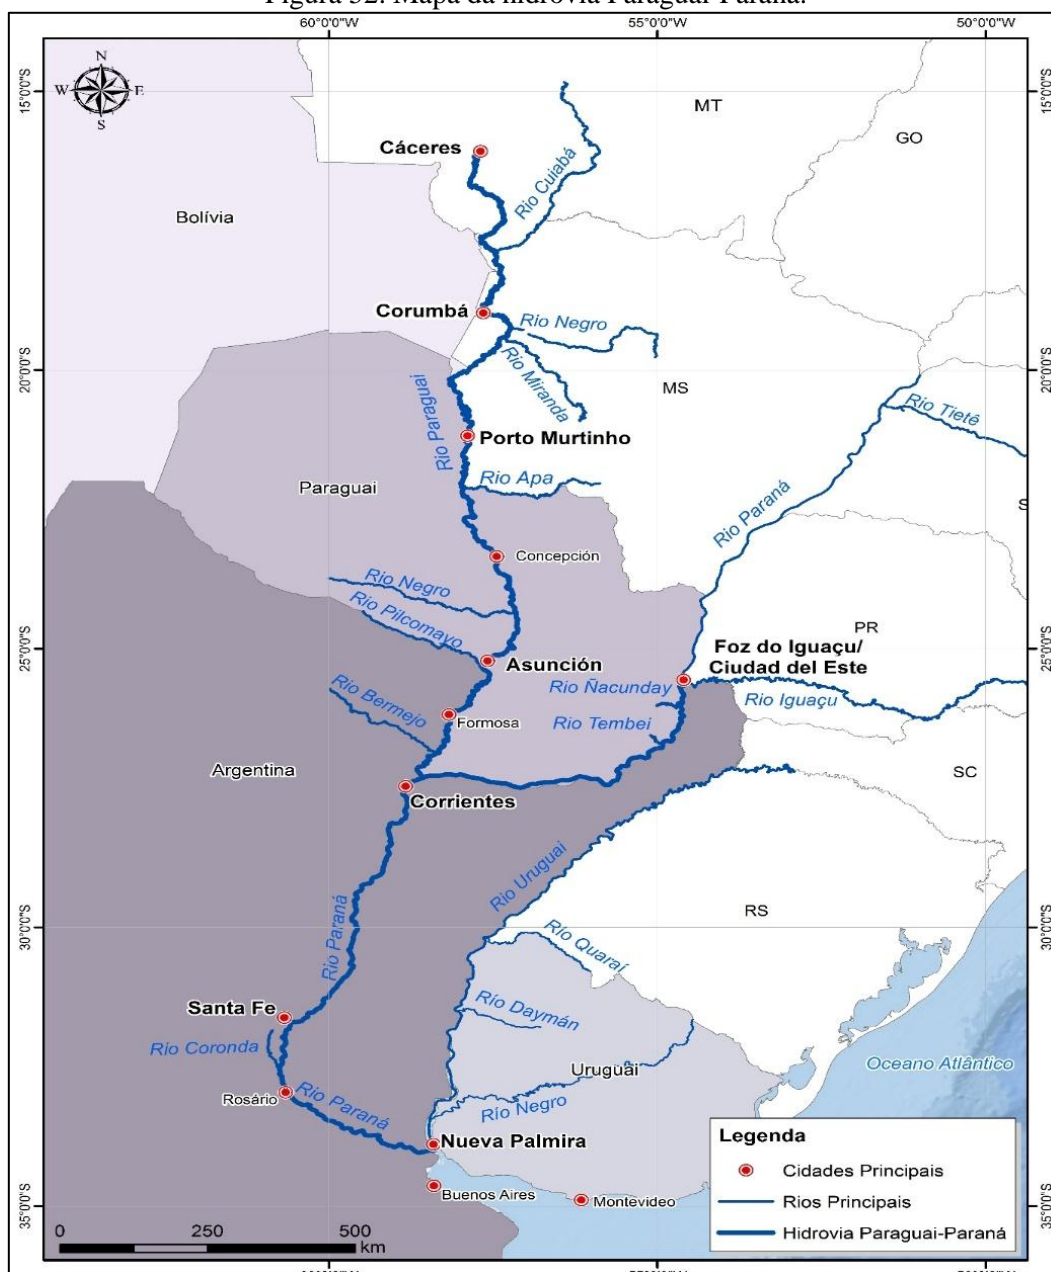 Figura 32: Mapa da hidrovia Paraguai-Paraná.
60°0'0"W
55°0'0"W
50°0'0"W
N
W
E
S
15°0'0"S
15°0'0"S
MT
GO
Cáceres
Rio Cuiabá
Bolívia
Corumbá
Rio Negro
Rio Miranda
20°0'0"S
20°0'0"S
MS
Rio Tietê
Rio Paraguai
Porto Murtinho
Rio Apa
Paraguai
Rio Paraná
S
Concepción
Rio Negro
Rio Pilcomayo
25°0'0"S
25°0'0"S
PR
Foz do Iguaçu/
Ciudad del Este
Asunción
Rio Ñacunday
Rio Iguaçu
Rio Bermejo
Formosa
Rio Tembei
Argentina
SC
Corrientes
Rio Uruguai
RS
30°0'0"S
30°0'0"S
Río Quaraí
Rio Paraná
Santa Fe
Río Daymán
Río Coronda
Uruguai
Oceano Atlântico
Rosário
Rio Paraná
Río Negro
Nueva Palmira
Buenos Aires
Montevideo
35°0'0"S
35°0'0"S
Legenda
Cidades Principais
Rios Principais
Hidrovia Paraguai-Paraná
0
250
500
km